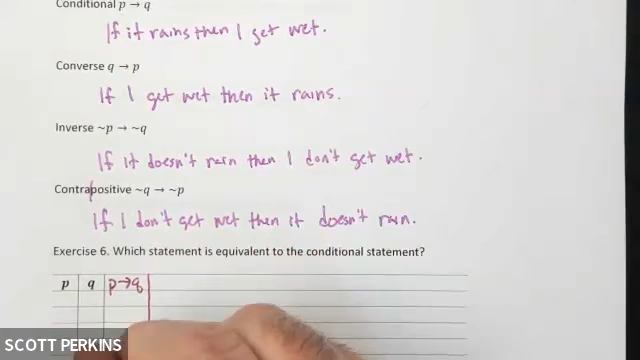 Conditional p → q
If it rains then I get wet.
Converse q → p
If I get wet then it rains.
Inverse ~p → ~q
If it doesn't rain then I don't get wet.
Contrapositive ~q → ~p
If I don't get wet then it doesn't rain.
Exercise 6. Which statement is equivalent to the conditional statement?
p q p→q
SCOTT PERKINS